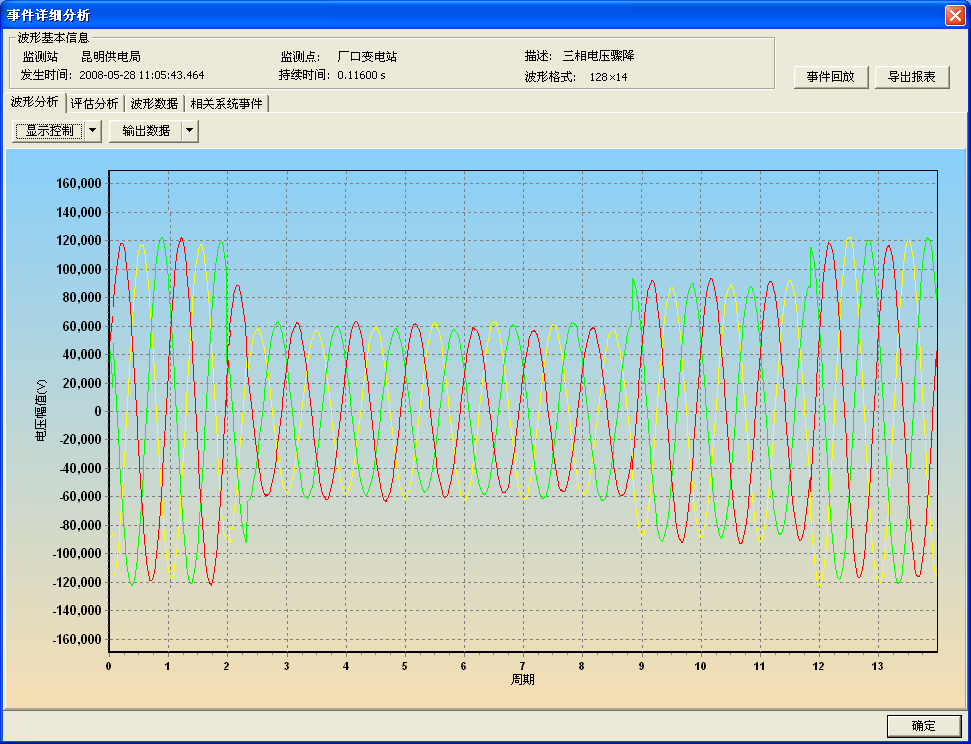 事件详细分析
波形基本信息
监测站 昆明供电局 监测点: 厂口变电站 描述: 三相电压骤降
发生时间: 2008-05-28 11:05:43.464 持续时间: 0.11600 s 波形格式: 128×14
事件回放 导出报表
波形分析 评估分析 波形数据 相关系统事件
显示控制 输出数据
160,000
140,000
120,000
100,000
80,000
60,000
40,000
20,000
0
-20,000
-40,000
-60,000
-80,000
-100,000
-120,000
-140,000
-160,000
电压幅值(V)
0 1 2 3 4 5 6 7 8 9 10 11 12 13
周期
确定